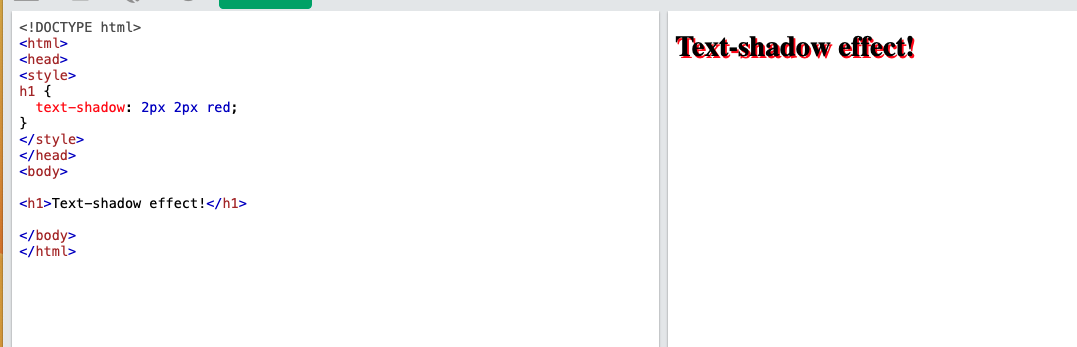 <!DOCTYPE html>
<html>
<head>
<style>
h1 {
  text-shadow: 2px 2px red;
}
</style>
</head>
<body>
<h1>Text-shadow effect!</h1>
</body>
</html>
Text-shadow effect!